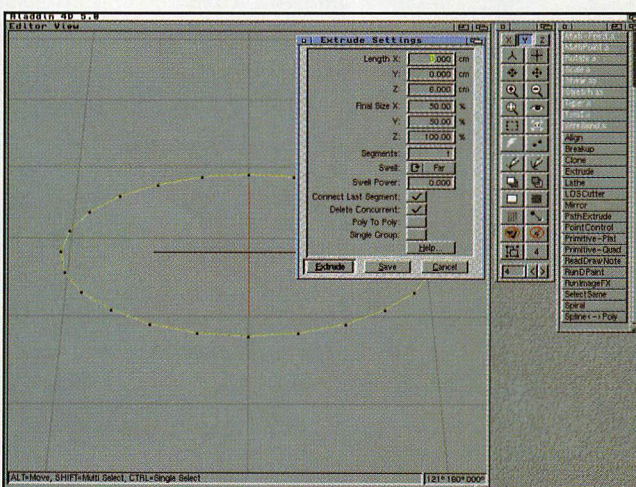 Aladdin 4D 5.0
Editor View
Extrude Settings
Length X: 0.000 cm
Y: 0.000 cm
Z: 6.000 cm
Final Size X: 50.00 %
Y: 50.00 %
Z: 100.00 %
Segments: 1
Swell: Far
Swell Power: 0.000
Connect Last Segment:
Delete Concurrent:
Poly To Poly:
Single Group:
Help...
Extrude Save Cancel
X Y Z
4
4 < >
Align
Breakup
Clone
Extrude
Lathe
LOSCutter
Mirror
PathExtrude
PointControl
Primitive-Plat
Primitive-Quad
ReadDrawNote
RunDPaint
RunImageFX
SelectSame
Spiral
Spline<->Poly
ALT=Move, SHIFT=Multi Select, CTRL=Single Select
121° 180° 000°